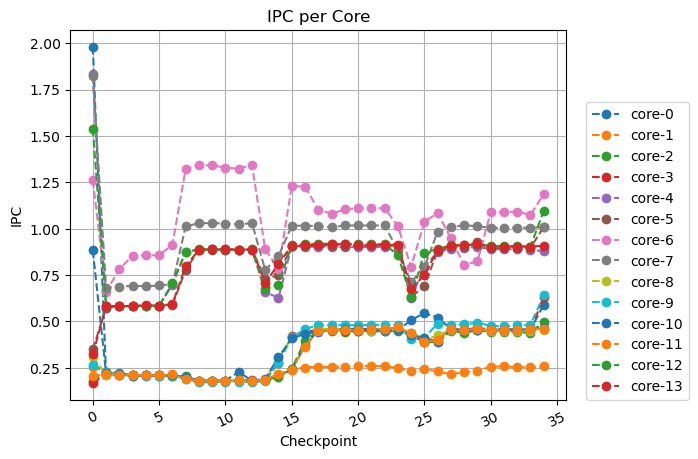 IPC per Core
2.00
1.75
1.50
1.25
1.00
0.75
0.50
0.25
IPC
0
5
10
15
20
25
30
35
Checkpoint
core-0
core-1
core-2
core-3
core-4
core-5
core-6
core-7
core-8
core-9
core-10
core-11
core-12
core-13